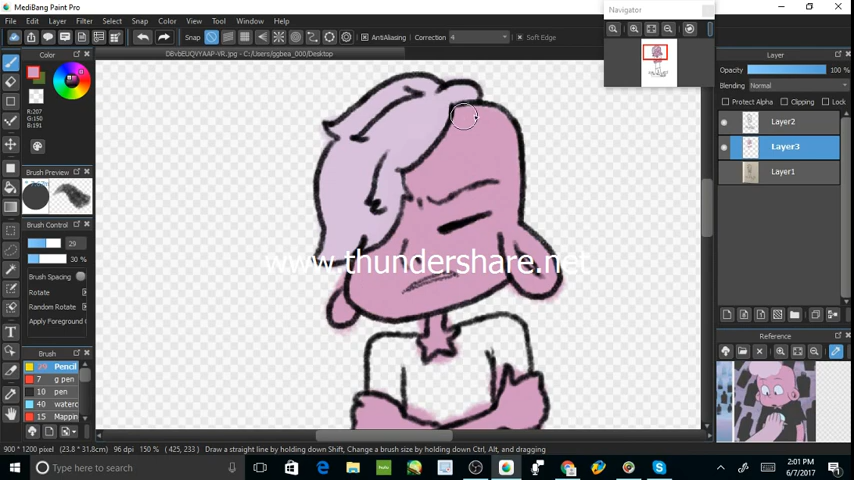 MediBang Paint Pro
File Edit Layer Filter Select Snap Color View Tool Window Help
Snap AntiAliasing Correction 4 Soft Edge
DBvbEUQVYAAP-VR.jpg - C:/Users/ggbea_000/Desktop
Navigator
Color
R:207
G:150
B:191
Brush Preview
Brush Control
29
30 %
Brush Spacing
Rotate
Random Rotate
Apply Foreground C
Brush
29 Pencil
7 g pen
10 pen
40 waterc
15 Mappin
www.thundershare.net
Layer
Opacity 100 %
Blending Normal
Protect Alpha Clipping Lock
Layer2
Layer3
Layer1
Reference
900 * 1200 pixel (23.8 * 31.8cm) 96 dpi 150 % ( 425, 233 ) Draw a straight line by holding down Shift, Change a brush size by holding down Ctrl, Alt, and dragging
Type here to search
2:01 PM
6/7/2017